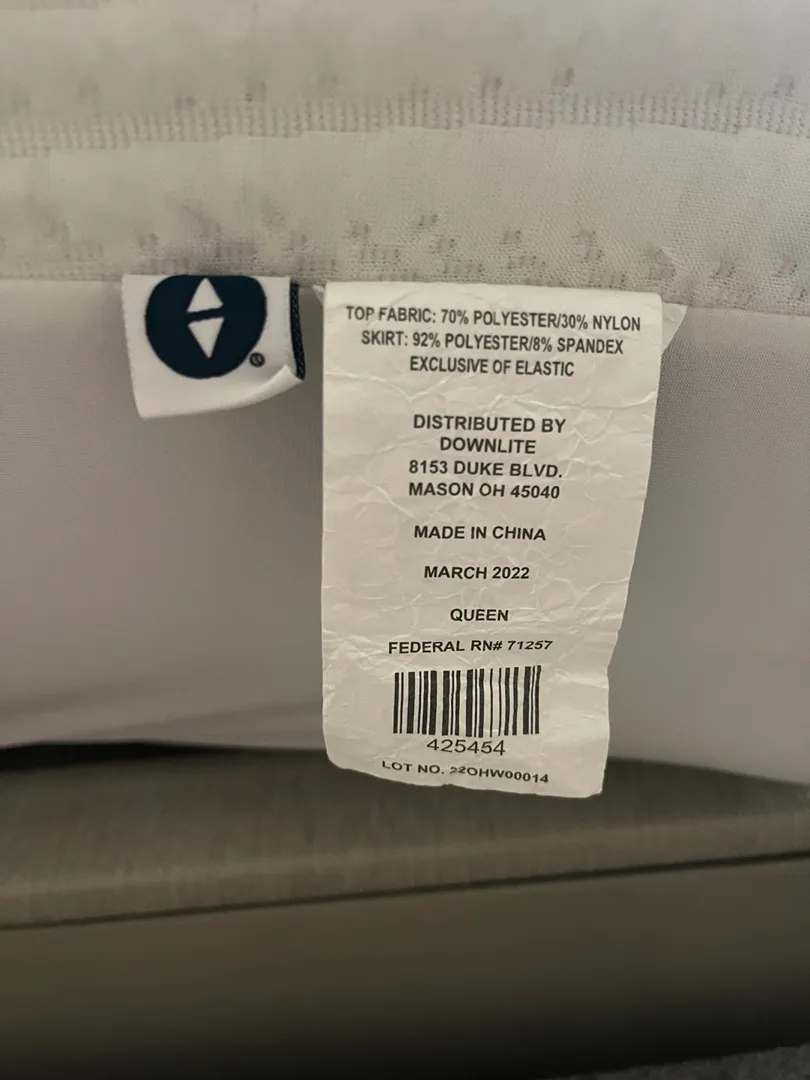 ®
TOP FABRIC: 70% POLYESTER/30% NYLON
SKIRT: 92% POLYESTER/8% SPANDEX
EXCLUSIVE OF ELASTIC
DISTRIBUTED BY
DOWNLITE
8153 DUKE BLVD.
MASON OH 45040
MADE IN CHINA
MARCH 2022
QUEEN
FEDERAL RN# 71257
425454
LOT NO. 22OHW00014